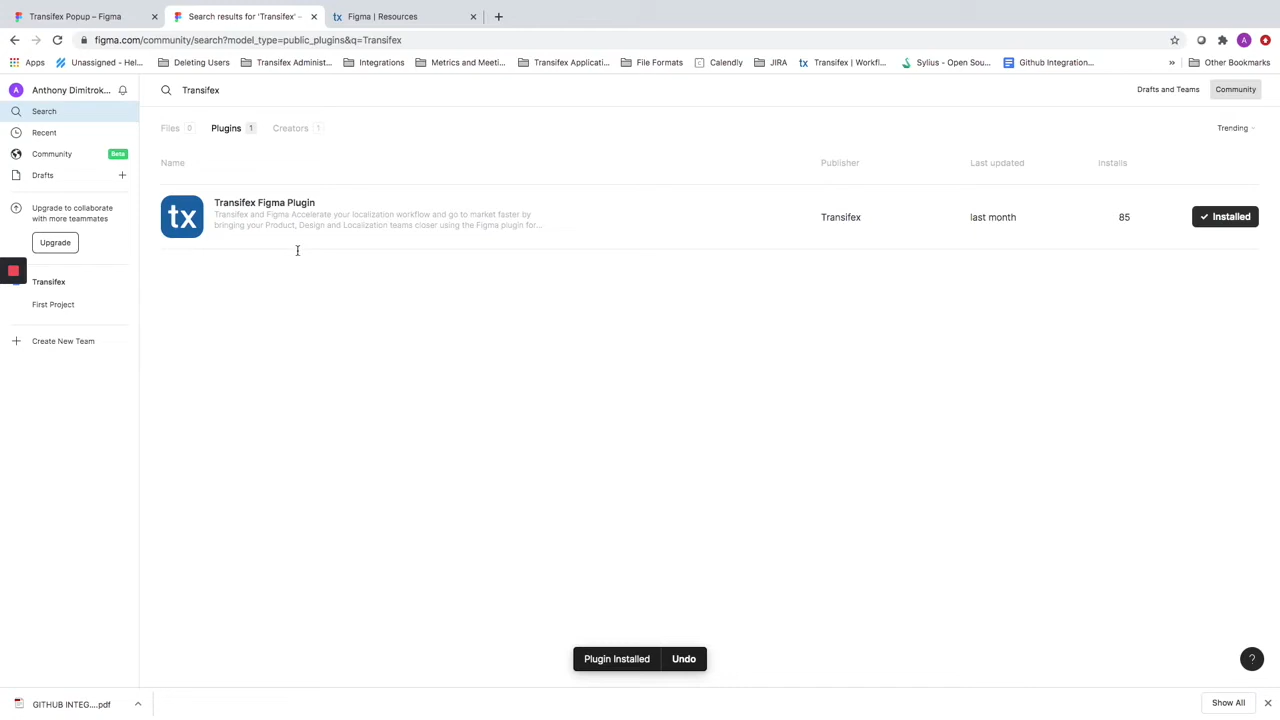 Transifex Popup – Figma
Search results for 'Transifex' –
Figma | Resources
figma.com/community/search?model_type=public_plugins&q=Transifex
A
Apps
Unassigned – Hel...
Deleting Users
Transifex Administ...
Integrations
Metrics and Meeti...
Transifex Applicati...
File Formats
Calendly
JIRA
Transifex | Workfl...
Sylius - Open Sou...
Github Integration...
»
Other Bookmarks
A
Anthony Dimitrok...
Transifex
Drafts and Teams
Community
Search
Recent
Community
Beta
Drafts
Upgrade to collaborate
with more teammates
Upgrade
Transifex
First Project
Create New Team
Files 0
Plugins 1
Creators 1
Trending
Name
Publisher
Last updated
Installs
tx
Transifex Figma Plugin
Transifex and Figma Accelerate your localization workflow and go to market faster by
bringing your Product, Design and Localization teams closer using the Figma plugin for...
Transifex
last month
85
Installed
Plugin Installed
Undo
?
GITHUB INTEG....pdf
Show All